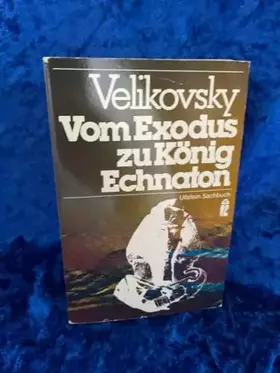 Velikovsky
Vom Exodus
zu König
Echnaton
Ullstein Sachbuch